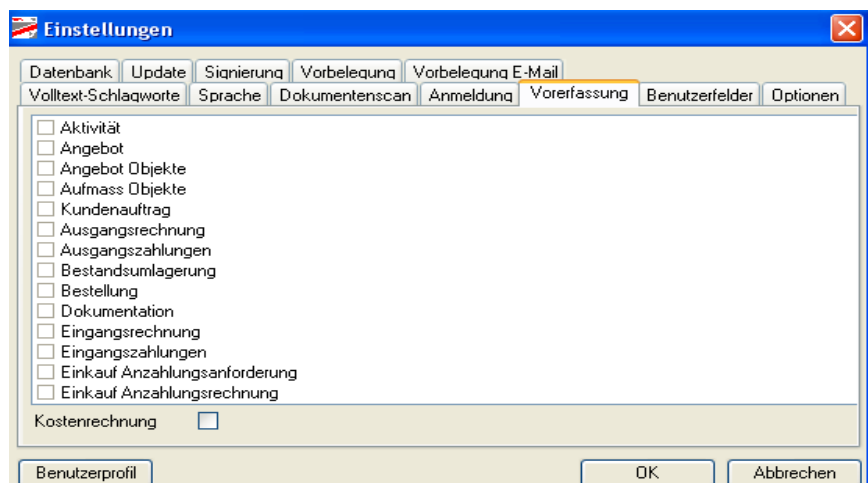 Einstellungen
Datenbank Update Signierung Vorbelegung Vorbelegung E-Mail
Volltext-Schlagworte Sprache Dokumentenscan Anmeldung Vorerfassung Benutzerfelder Optionen
Aktivität
Angebot
Angebot Objekte
Aufmass Objekte
Kundenauftrag
Ausgangsrechnung
Ausgangszahlungen
Bestandsumlagerung
Bestellung
Dokumentation
Eingangsrechnung
Eingangszahlungen
Einkauf Anzahlungsanforderung
Einkauf Anzahlungsrechnung
Kostenrechnung
Benutzerprofil OK Abbrechen